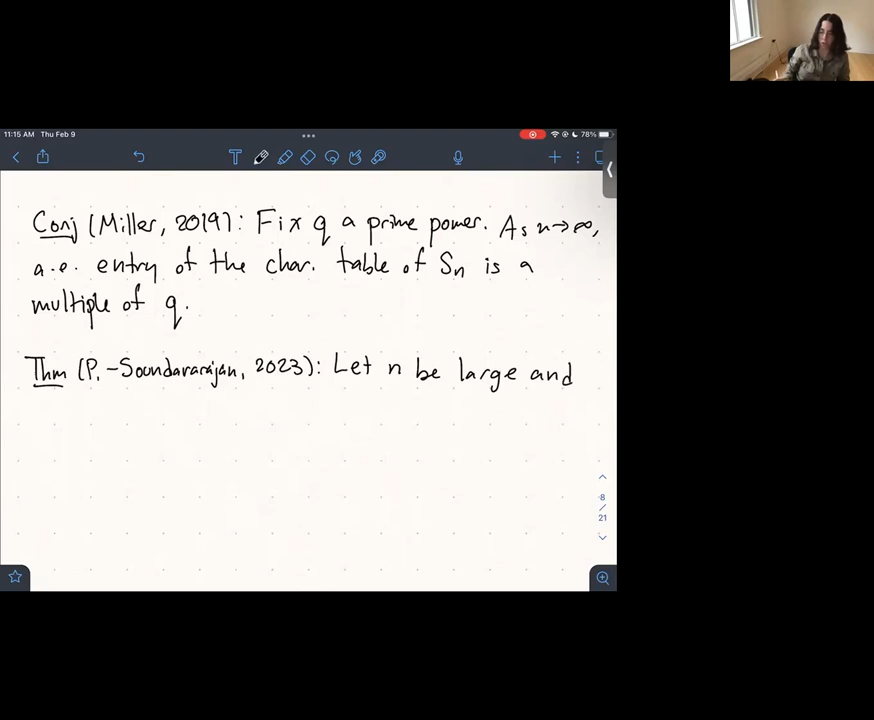 11:15 AM Thu Feb 9
78%
Conj (Miller, 2019): Fix q a prime power. As n→∞,
a.e. entry of the char. table of Sn is a
multiple of q.
Thm (P.-Soundararajan, 2023): Let n be large and
8
/
21